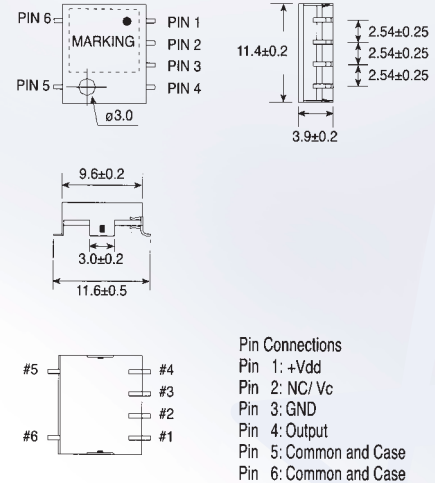 PIN 6
MARKING
PIN 1
PIN 2
PIN 3
PIN 5
PIN 4
ø3.0
11.4±0.2
2.54±0.25
2.54±0.25
2.54±0.25
3.9±0.2
9.6±0.2
3.0±0.2
11.6±0.5
#5
#4
#3
#2
#6
#1
Pin Connections
Pin 1: +Vdd
Pin 2: NC/ Vc
Pin 3: GND
Pin 4: Output
Pin 5: Common and Case
Pin 6: Common and Case